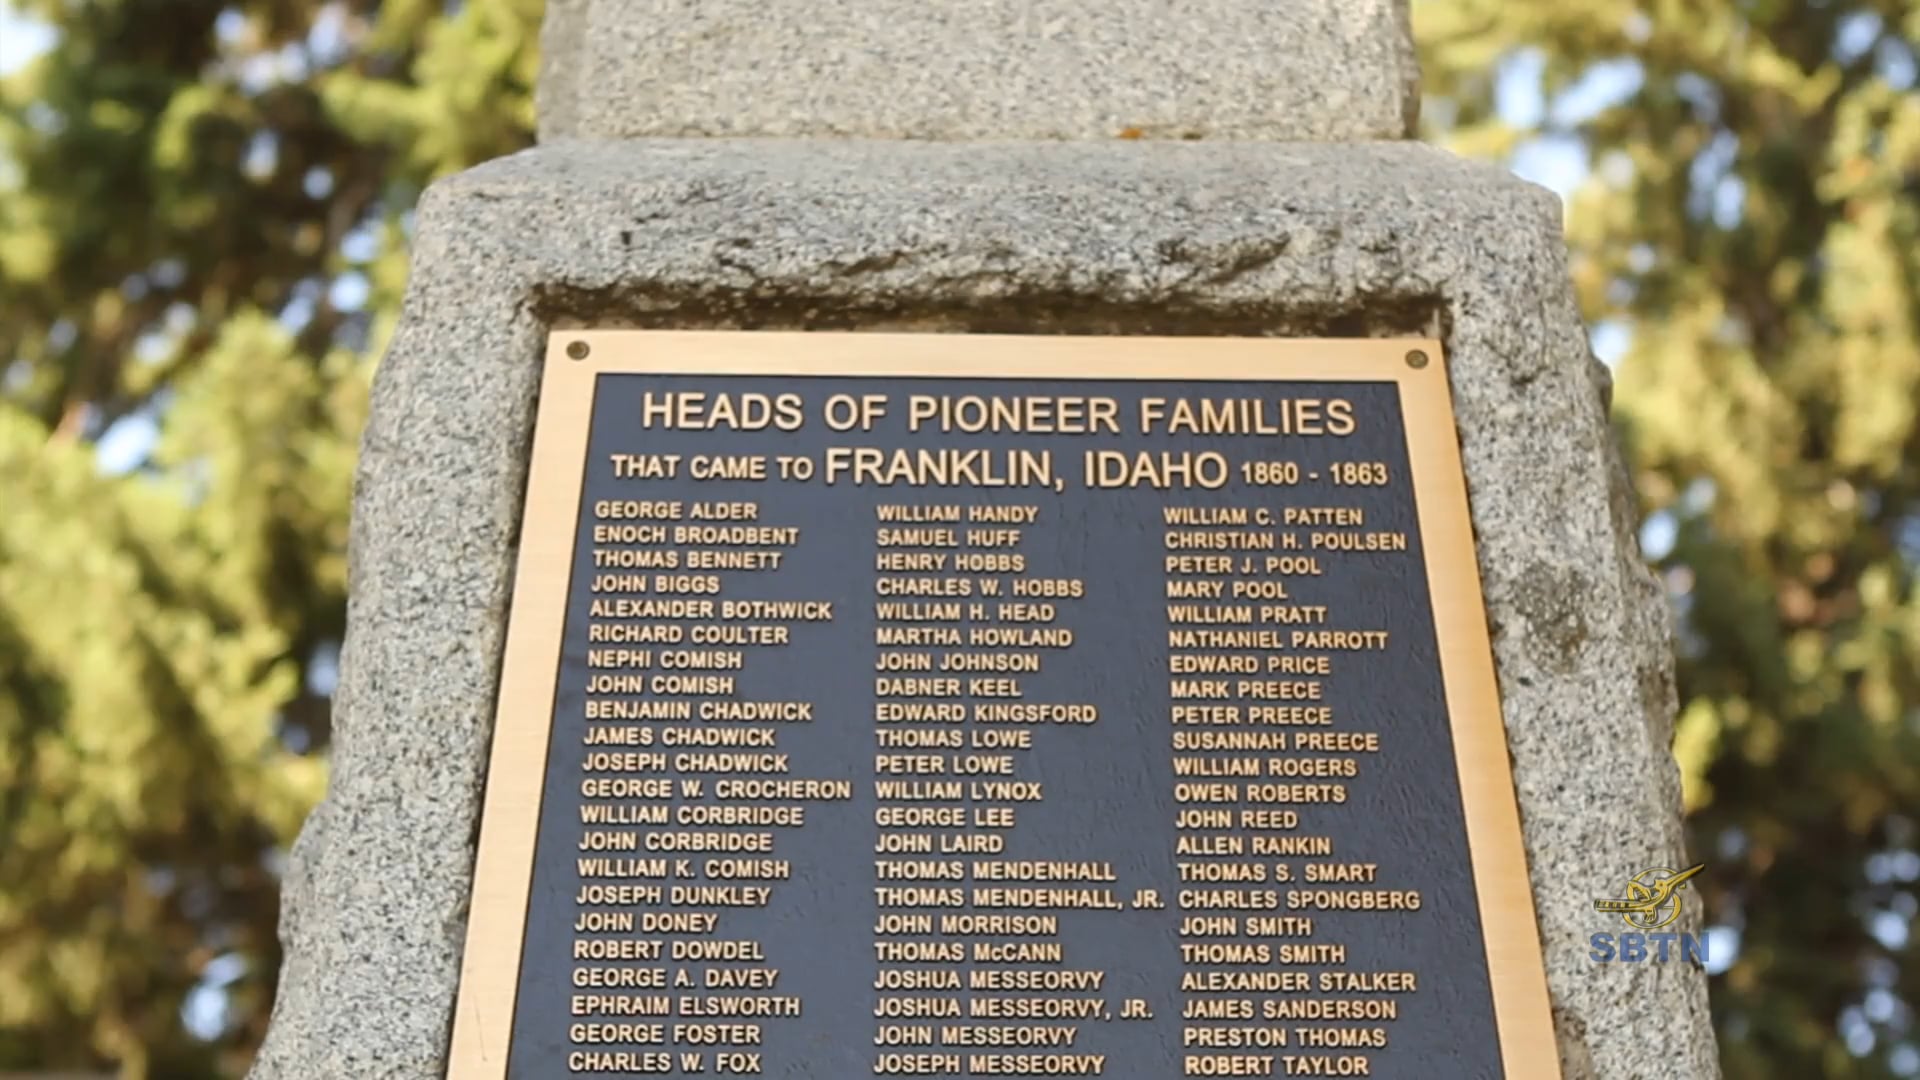 HEADS OF PIONEER FAMILIES
THAT CAME TO FRANKLIN, IDAHO 1860 - 1863
GEORGE ALDER
ENOCH BROADBENT
THOMAS BENNETT
JOHN BIGGS
ALEXANDER BOTHWICK
RICHARD COULTER
NEPHI COMISH
JOHN COMISH
BENJAMIN CHADWICK
JAMES CHADWICK
JOSEPH CHADWICK
GEORGE W. CROCHERON
WILLIAM CORBRIDGE
JOHN CORBRIDGE
WILLIAM K. COMISH
JOSEPH DUNKLEY
JOHN DONEY
ROBERT DOWDEL
GEORGE A. DAVEY
EPHRAIM ELSWORTH
GEORGE FOSTER
CHARLES W. FOX
WILLIAM HANDY
SAMUEL HUFF
HENRY HOBBS
CHARLES W. HOBBS
WILLIAM H. HEAD
MARTHA HOWLAND
JOHN JOHNSON
DABNER KEEL
EDWARD KINGSFORD
THOMAS LOWE
PETER LOWE
WILLIAM LYNOX
GEORGE LEE
JOHN LAIRD
THOMAS MENDENHALL
THOMAS MENDENHALL, JR.
JOHN MORRISON
THOMAS McCANN
JOSHUA MESSEORVY
JOSHUA MESSEORVY, JR.
JOHN MESSEORVY
JOSEPH MESSEORVY
WILLIAM C. PATTEN
CHRISTIAN H. POULSEN
PETER J. POOL
MARY POOL
WILLIAM PRATT
NATHANIEL PARROTT
EDWARD PRICE
MARK PREECE
PETER PREECE
SUSANNAH PREECE
WILLIAM ROGERS
OWEN ROBERTS
JOHN REED
ALLEN RANKIN
THOMAS S. SMART
CHARLES SPONGBERG
JOHN SMITH
THOMAS SMITH
ALEXANDER STALKER
JAMES SANDERSON
PRESTON THOMAS
ROBERT TAYLOR
SBTN